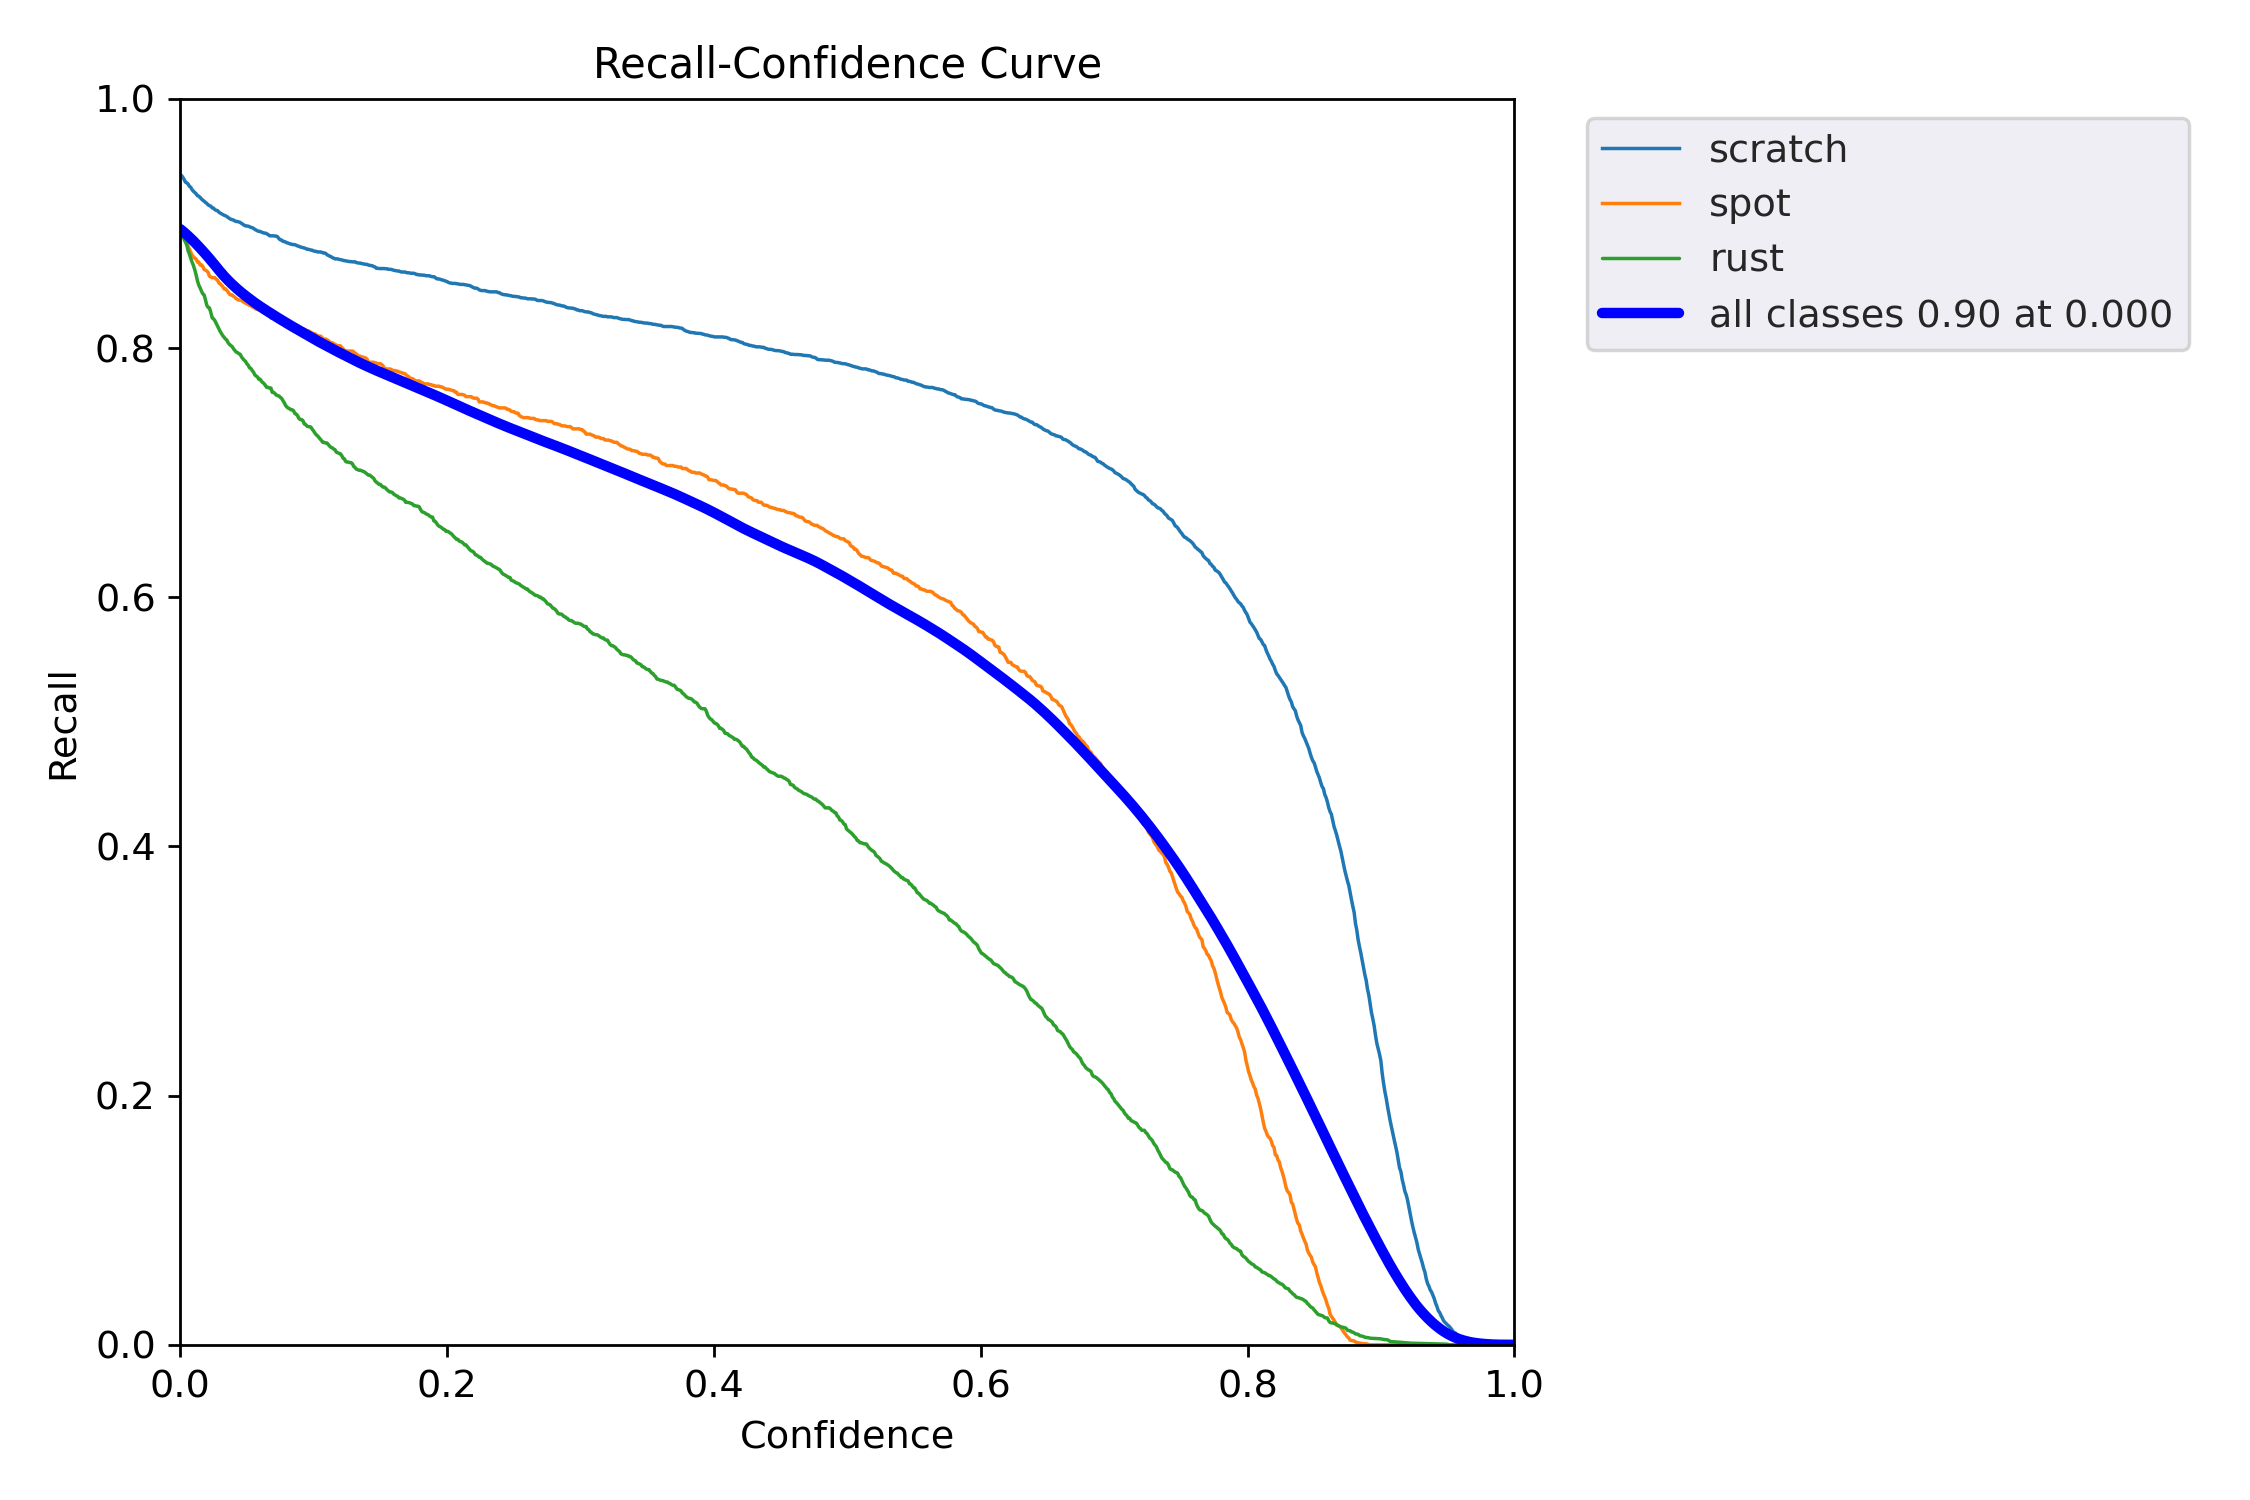 Recall-Confidence Curve
1.0
0.8
0.6
0.4
0.2
0.0
Recall
0.0 0.2 0.4 0.6 0.8 1.0
Confidence
scratch
spot
rust
all classes 0.90 at 0.000